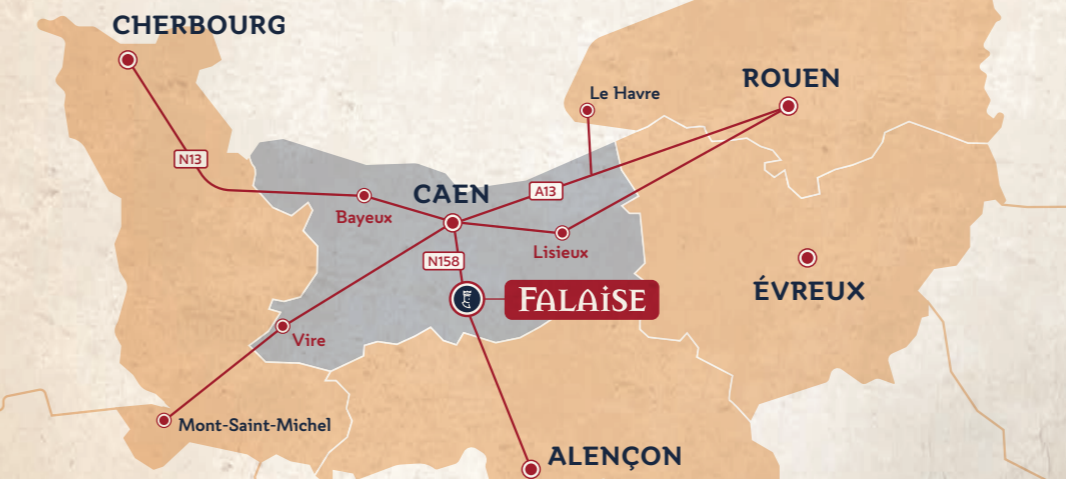 CHERBOURG
ROUEN
Le Havre
N13
CAEN
A13
Bayeux
Lisieux
N158
ÉVREUX
FALAiSE
Vire
Mont-Saint-Michel
ALENÇON